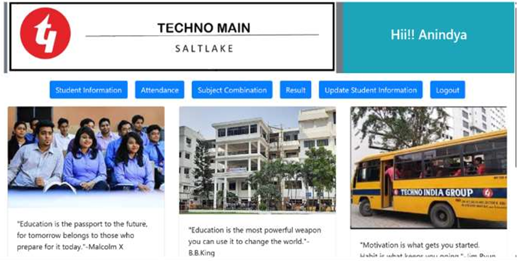 TECHNO MAIN
SALTLAKE
Hii!! Anindya
Student Information
Attendance
Subject Combination
Result
Update Student Information
Logout
TECHNO INDIA GROUP
"Education is the passport to the future,
for tomorrow belongs to those who
prepare for it today."-Malcolm X
"Education is the most powerful weapon
you can use it to change the world."-
B.B.King
"Motivation is what gets you started.
Habit is what keeps you going."-Jim Ryun